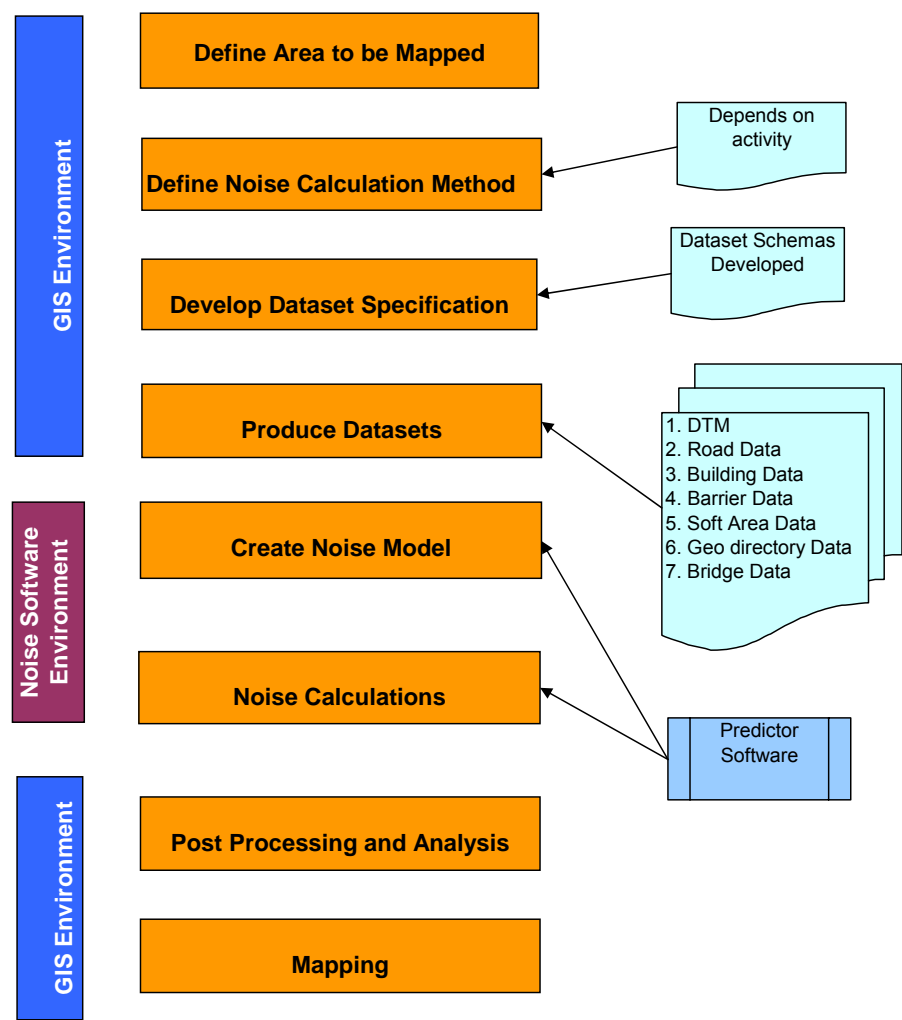 GIS Environment
Define Area to be Mapped
Depends on
activity
Define Noise Calculation Method
Dataset Schemas
Developed
Develop Dataset Specification
Produce Datasets
1. DTM
2. Road Data
3. Building Data
4. Barrier Data
5. Soft Area Data
6. Geo directory Data
7. Bridge Data
Noise Software
Environment
Create Noise Model
Noise Calculations
Predictor
Software
GIS Environment
Post Processing and Analysis
Mapping